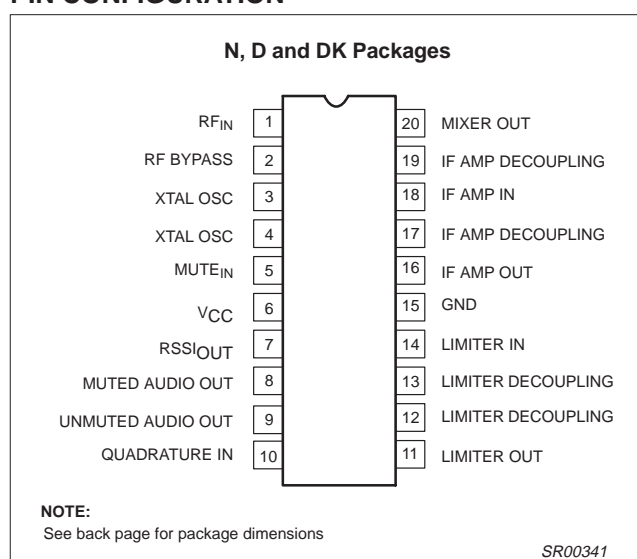 PIN CONFIGURATION
N, D and DK Packages
RFIN 1 20 MIXER OUT
RF BYPASS 2 19 IF AMP DECOUPLING
XTAL OSC 3 18 IF AMP IN
XTAL OSC 4 17 IF AMP DECOUPLING
MUTEIN 5 16 IF AMP OUT
VCC 6 15 GND
RSSIOUT 7 14 LIMITER IN
MUTED AUDIO OUT 8 13 LIMITER DECOUPLING
UNMUTED AUDIO OUT 9 12 LIMITER DECOUPLING
QUADRATURE IN 10 11 LIMITER OUT
NOTE:
See back page for package dimensions
SR00341